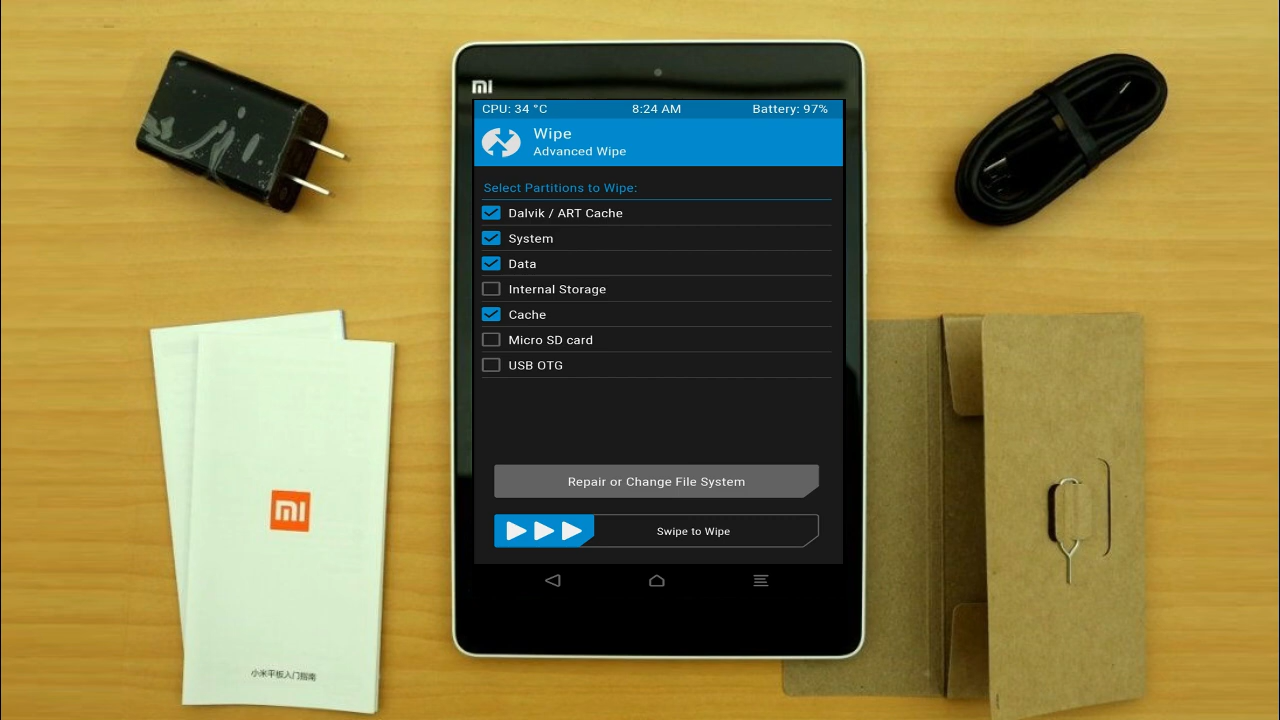 mi
CPU: 34 °C 8:24 AM Battery: 97%
Wipe
Advanced Wipe
Select Partitions to Wipe:
Dalvik / ART Cache
System
Data
Internal Storage
Cache
Micro SD card
USB OTG
Repair or Change File System
Swipe to Wipe
mi
小米平板入门指南